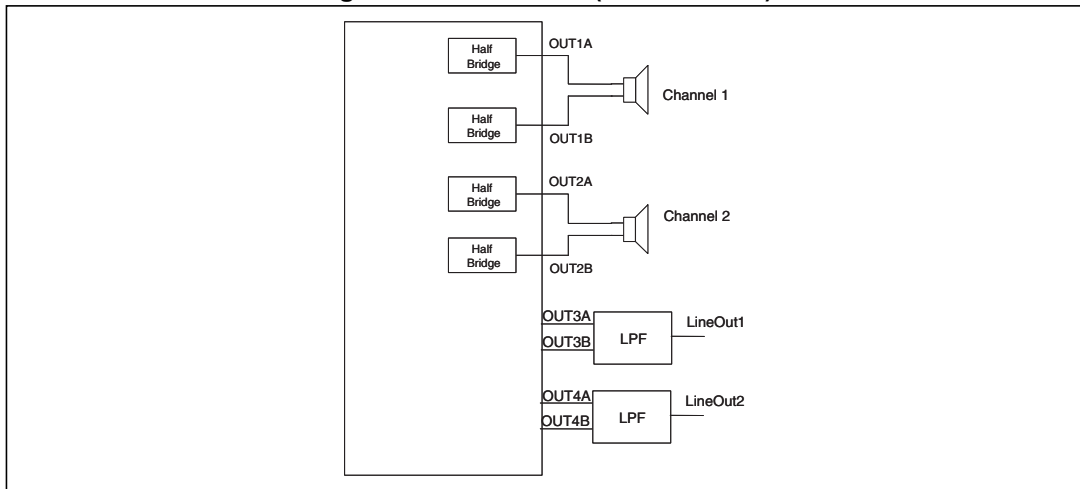 Half
Bridge
OUT1A
Channel 1
Half
Bridge
OUT1B
Half
Bridge
OUT2A
Channel 2
Half
Bridge
OUT2B
OUT3A
OUT3B
LPF
LineOut1
OUT4A
OUT4B
LPF
LineOut2